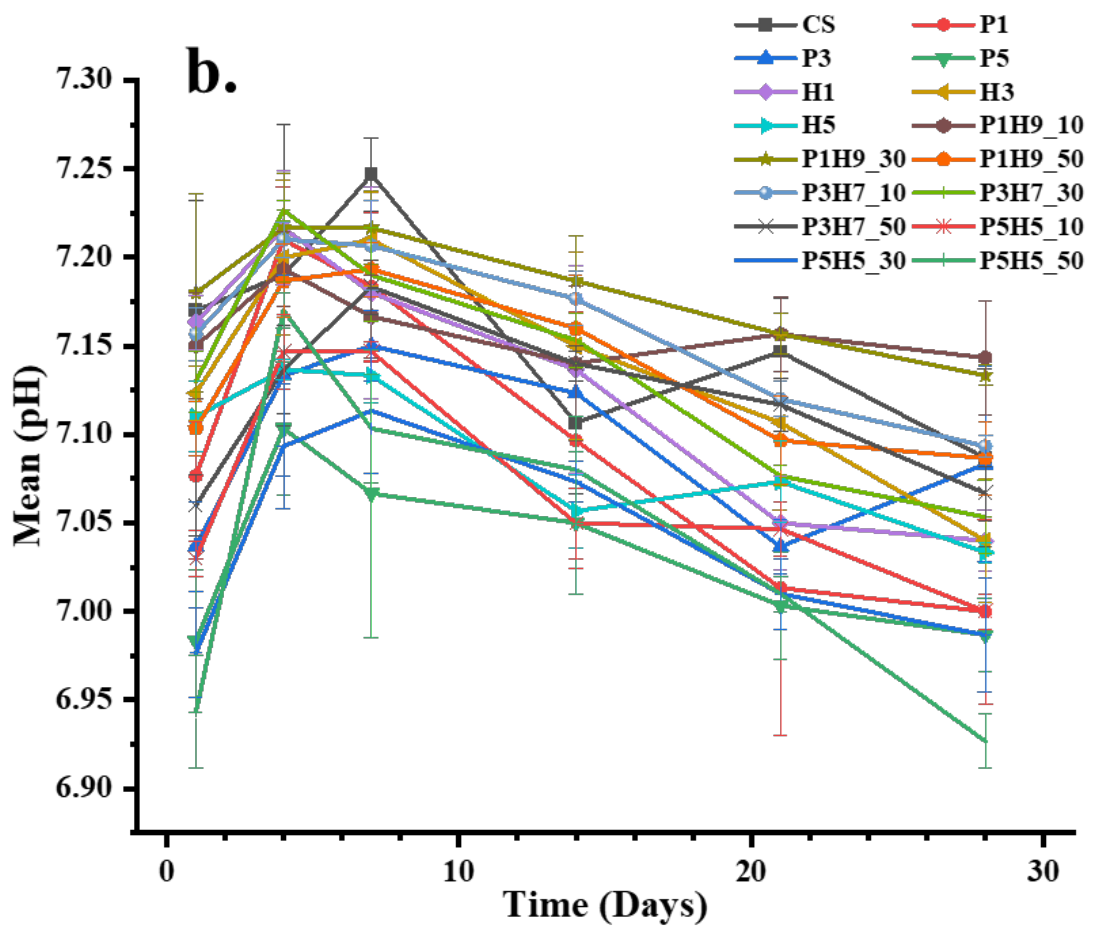 b.
CS P1
P3 P5
H1 H3
H5 P1H9_10
P1H9_30 P1H9_50
P3H7_10 P3H7_30
P3H7_50 P5H5_10
P5H5_30 P5H5_50
Mean (pH)
7.30
7.25
7.20
7.15
7.10
7.05
7.00
6.95
6.90
0 10 20 30
Time (Days)